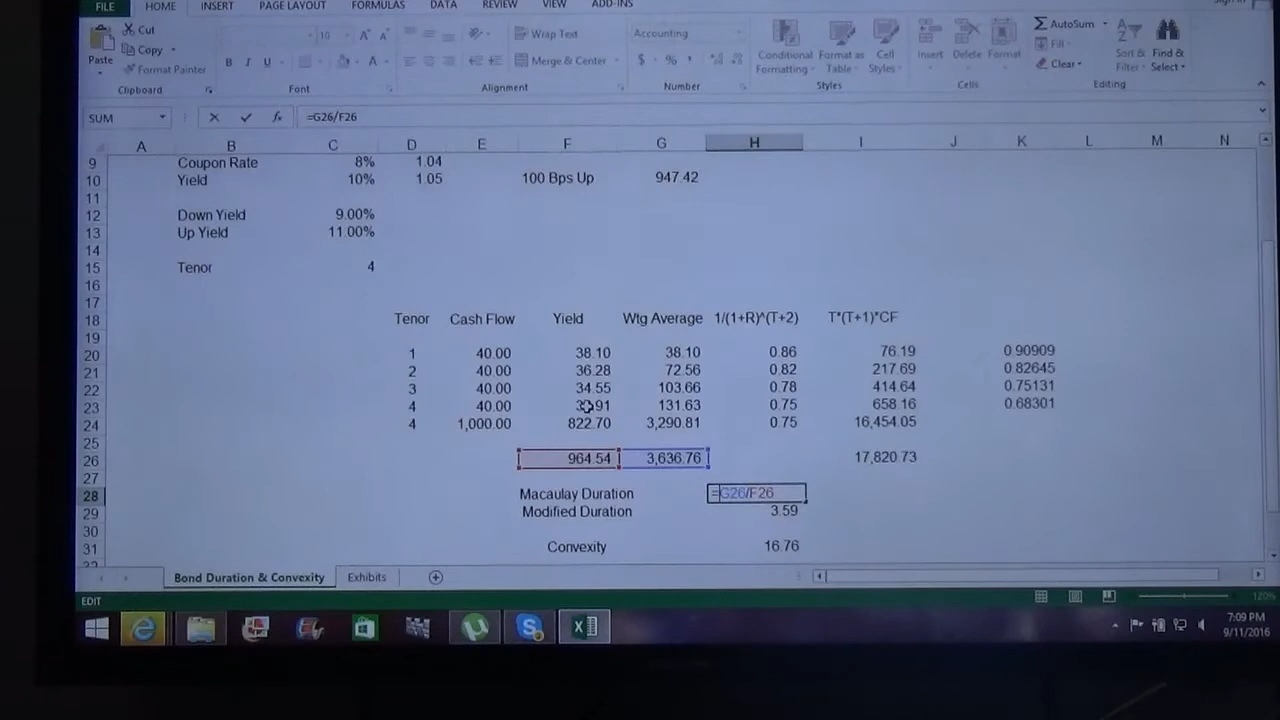 FILE HOME INSERT PAGE LAYOUT FORMULAS DATA REVIEW VIEW ADD-INS
Cut
Copy
Format Painter
Paste
10
B I U
Wrap Text
Merge & Center
Accounting
$ % ,
Conditional Formatting
Format as Table
Cell Styles
Insert Delete Format
AutoSum
Fill
Clear
Sort & Filter
Find & Select
Clipboard Font Alignment Number Styles Cells Editing
SUM fx =G26/F26
A B C D E F G H I J K L M N
9 Coupon Rate 8% 1.04
10 Yield 10% 1.05 100 Bps Up 947.42
11
12 Down Yield 9.00%
13 Up Yield 11.00%
14
15 Tenor 4
16
17
18 Tenor Cash Flow Yield Wtg Average 1/(1+R)^(T+2) T*(T+1)*CF
19
20 1 40.00 38.10 38.10 0.86 76.19 0.90909
21 2 40.00 36.28 72.56 0.82 217.69 0.82645
22 3 40.00 34.55 103.66 0.78 414.64 0.75131
23 4 40.00 131.63 0.75 658.16 0.68301
24 4 1,000.00 822.70 3,290.81 0.75 16,454.05
25
26 964.54 3,636.76 17,820.73
27
28 Macaulay Duration =G26/F26
29 Modified Duration 3.59
30
31 Convexity 16.76
Bond Duration & Convexity Exhibits
EDIT 120%
7:09 PM
9/11/2016